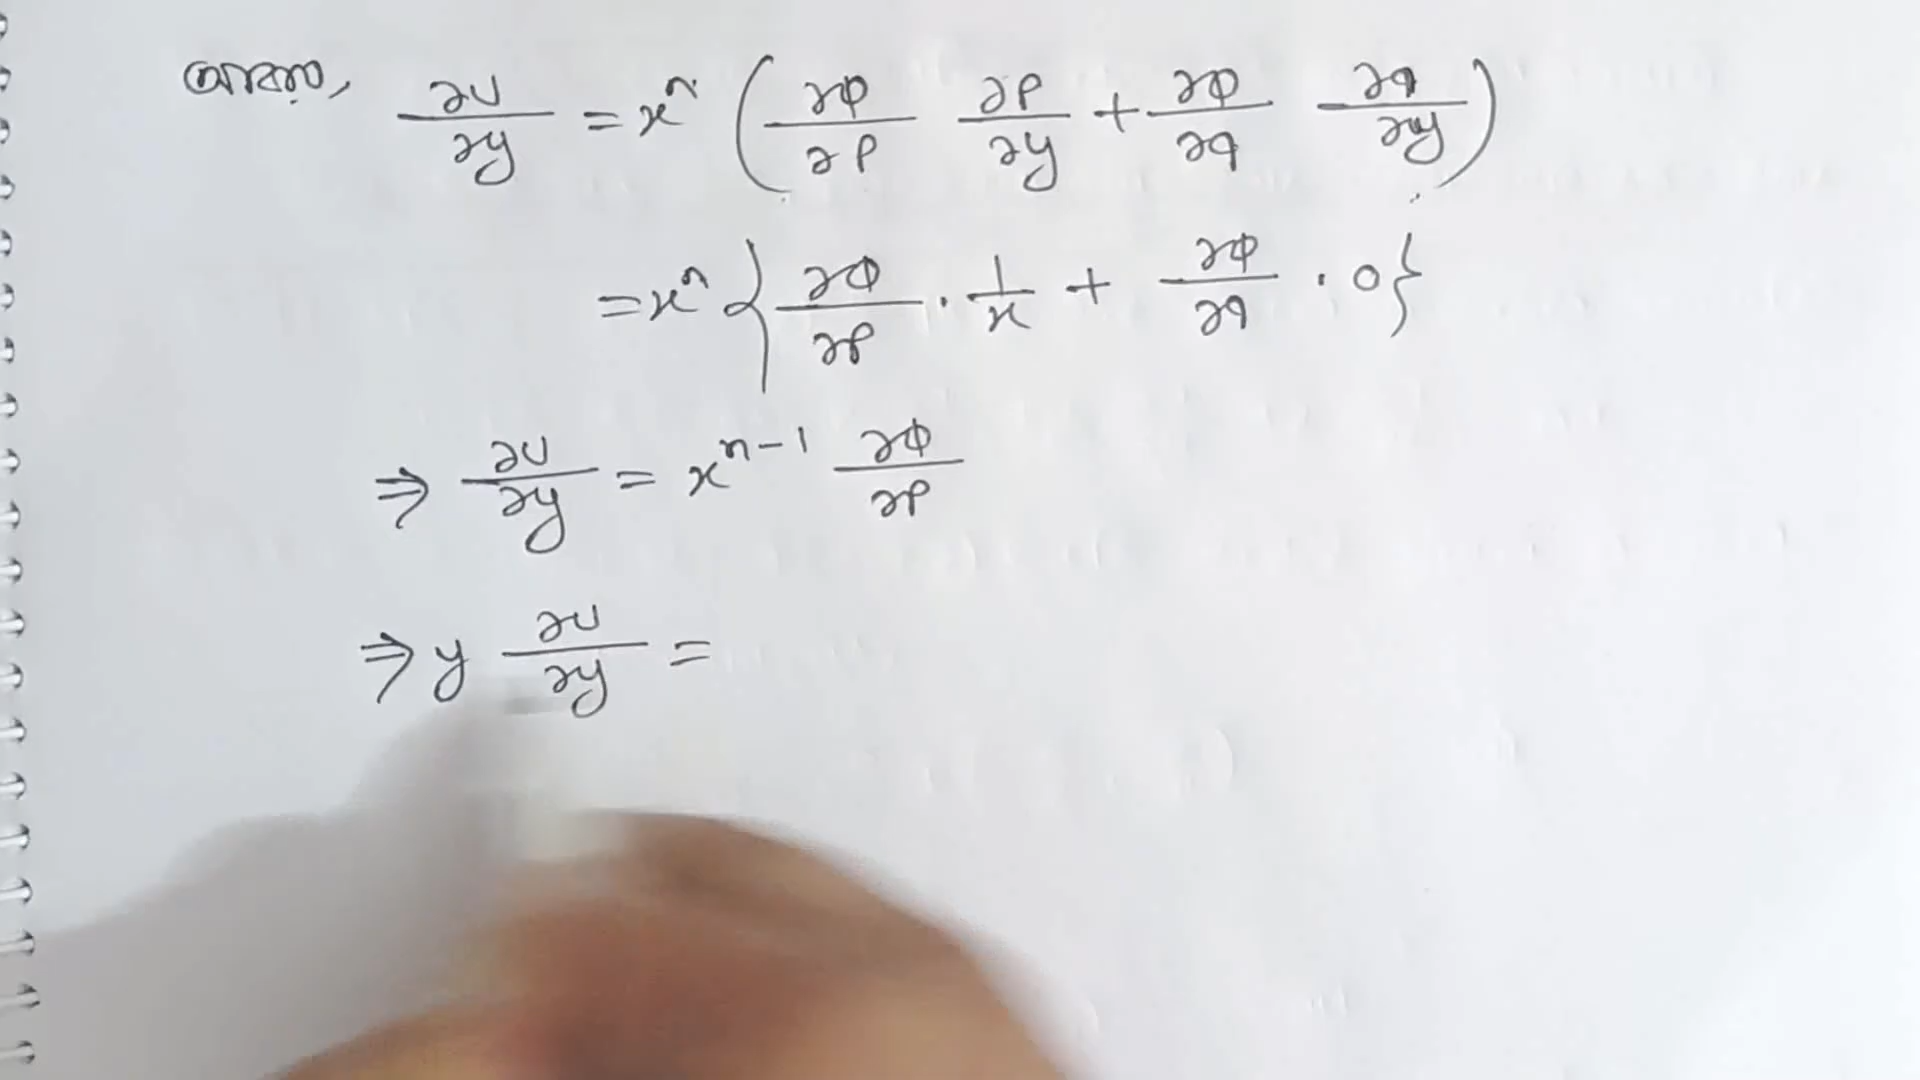 আবার, ∂U/∂y = xⁿ (∂Φ/∂P ∂P/∂y + ∂Φ/∂q ∂q/∂y)
= xⁿ {∂Φ/∂P · 1/x + ∂Φ/∂q · 0}
⇒ ∂U/∂y = xⁿ⁻¹ ∂Φ/∂P
⇒ y ∂U/∂y =